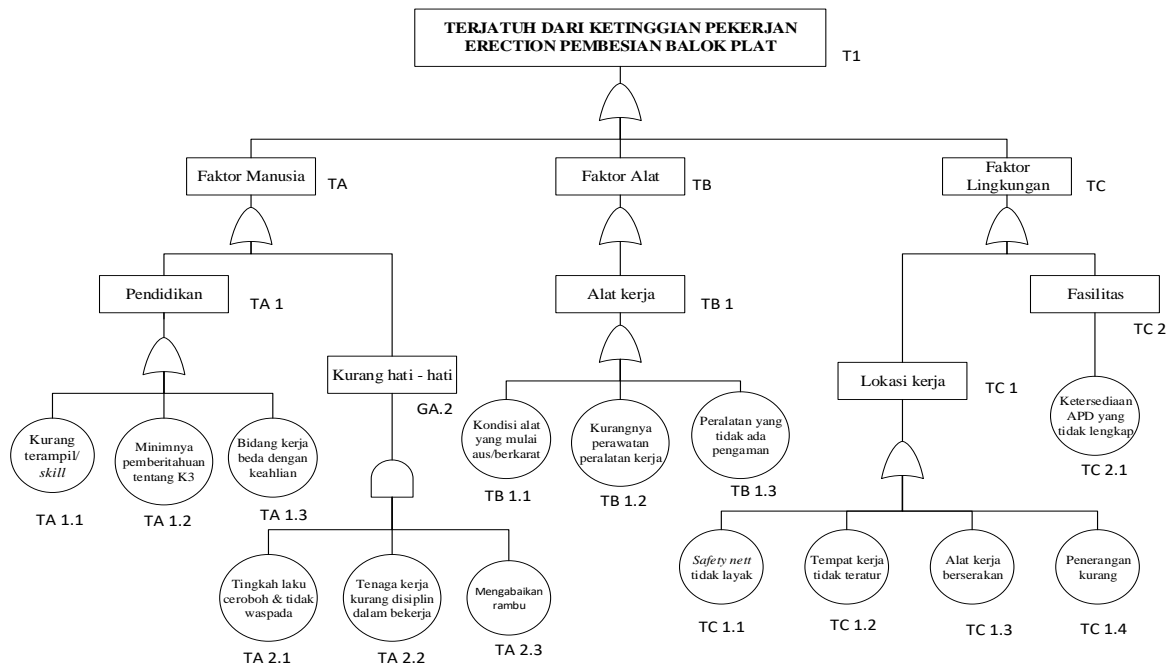 TERJATUH DARI KETINGGIAN PEKERJAN
ERECTION PEMBESIAN BALOK PLAT
T1
Faktor Manusia
TA
Faktor Alat
TB
Faktor
Lingkungan
TC
Pendidikan
TA 1
Alat kerja
TB 1
Fasilitas
TC 2
Kurang hati - hati
GA.2
Lokasi kerja
TC 1
Kurang
terampil/
skill
TA 1.1
Minimnya
pemberitahuan
tentang K3
TA 1.2
Bidang kerja
beda dengan
keahlian
TA 1.3
Kondisi alat
yang mulai
aus/berkarat
TB 1.1
Kurangnya
perawatan
peralatan kerja
TB 1.2
Peralatan yang
tidak ada
pengaman
TB 1.3
Ketersediaan
APD yang
tidak lengkap
TC 2.1
Tingkah laku
ceroboh & tidak
waspada
TA 2.1
Tenaga kerja
kurang disiplin
dalam bekerja
TA 2.2
Mengabaikan
rambu
TA 2.3
Safety nett
tidak layak
TC 1.1
Tempat kerja
tidak teratur
TC 1.2
Alat kerja
berserakan
TC 1.3
Penerangan
kurang
TC 1.4